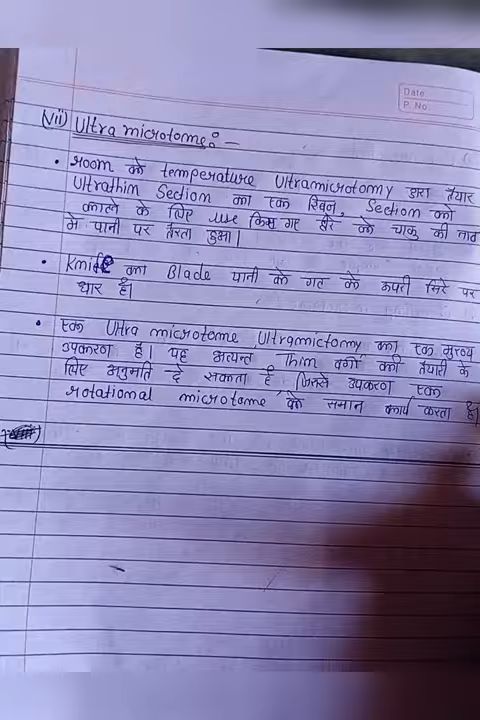 Date
P. No.
(vii) Ultra microtome :-
• room के temperature Ultramicrotomy द्वारा तैयार
Ultrathin Section का एक रिबन, Section को
काटने के लिए use किए गए हीरे के चाकू की नाव
मे पानी पर तैरता हुआ।
• Knife का Blade पानी के गर्त के ऊपरी सिरे पर
धार है।
• एक Ultra microtome Ultramictomy का एक मुख्य
उपकरण है। यह अत्यन्त Thin वर्गो की तैयारी के
लिए अनुमति दे सकता है, जिससे उपकरण एक
rotational microtome के समान कार्य करता है।